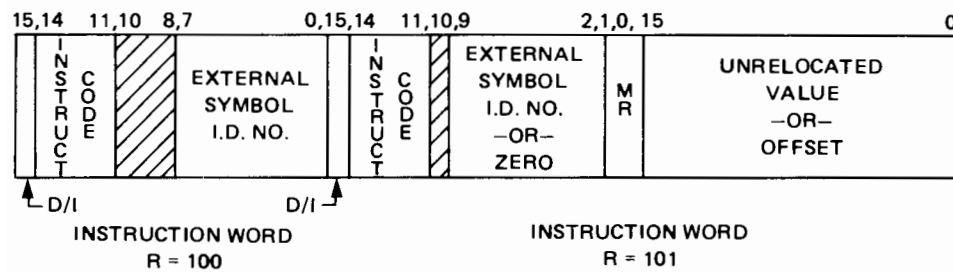 15,14 11,10 8,7 0,15,14 11,10,9 2,1,0, 15 0
INSTRUCT
CODE
EXTERNAL
SYMBOL
I.D. NO.
INSTRUCT
CODE
EXTERNAL
SYMBOL
I.D. NO.
—OR—
ZERO
MR
UNRELOCATED
VALUE
—OR—
OFFSET
D/I
D/I
INSTRUCTION WORD
R = 100
INSTRUCTION WORD
R = 101